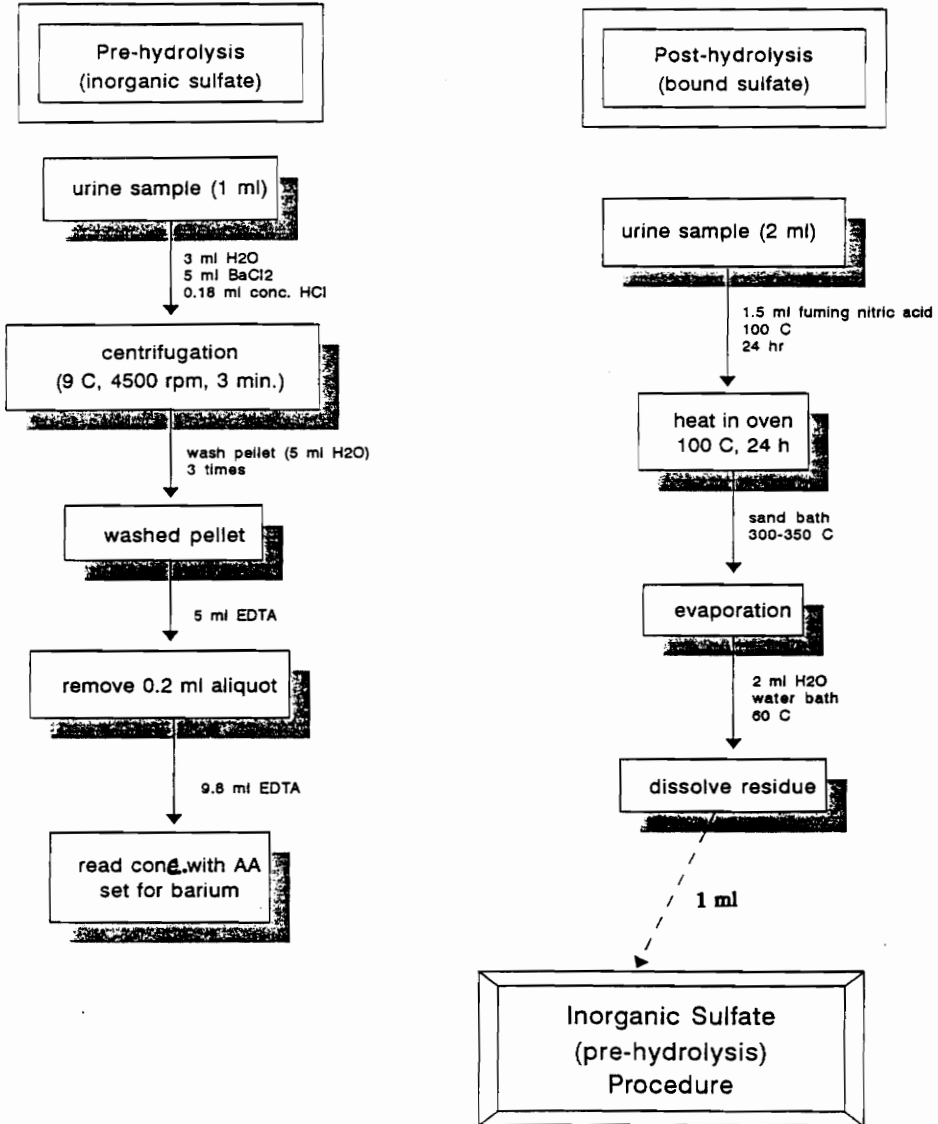 Pre-hydrolysis
(inorganic sulfate)
urine sample (1 ml)
3 ml H2O
5 ml BaCl2
0.18 ml conc. HCl
centrifugation
(9 C, 4500 rpm, 3 min.)
wash pellet (5 ml H2O)
3 times
washed pellet
5 ml EDTA
remove 0.2 ml aliquot
9.8 ml EDTA
read conc. with AA
set for barium
Post-hydrolysis
(bound sulfate)
urine sample (2 ml)
1.5 ml fuming nitric acid
100 C
24 hr
heat in oven
100 C, 24 h
sand bath
300-350 C
evaporation
2 ml H2O
water bath
60 C
dissolve residue
1 ml
Inorganic Sulfate
(pre-hydrolysis)
Procedure